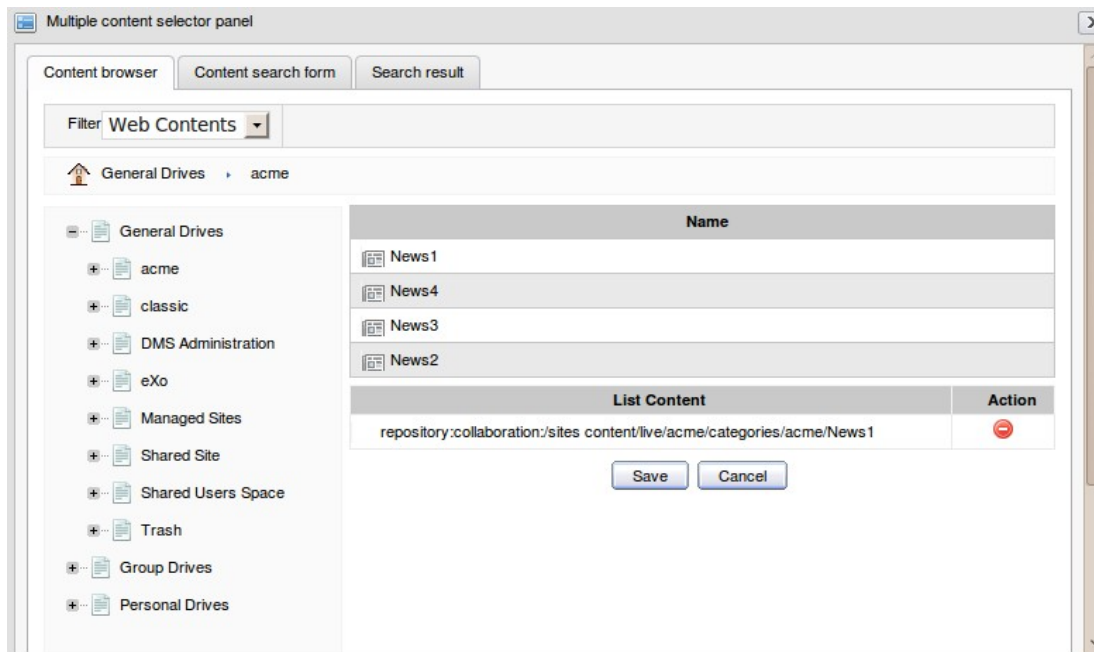 Multiple content selector panel
Content browser Content search form Search result
Filter Web Contents
General Drives acme
General Drives
acme
classic
DMS Administration
eXo
Managed Sites
Shared Site
Shared Users Space
Trash
Group Drives
Personal Drives
Name
News1
News4
News3
News2
List Content Action
repository:collaboration:/sites content/live/acme/categories/acme/News1
Save Cancel